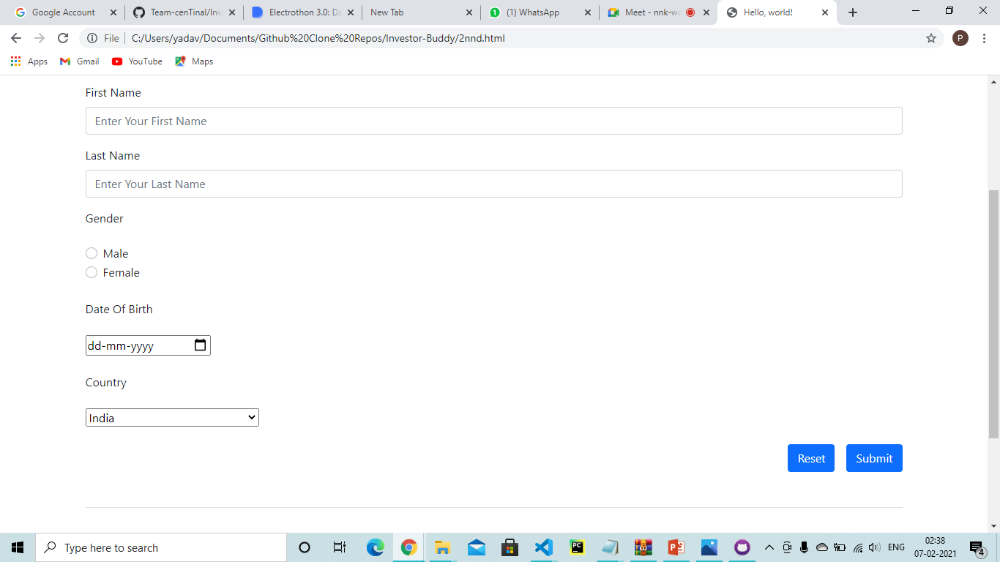 Google Account
Team-cenTinal/Inv
Electrothon 3.0: Da
New Tab
(1) WhatsApp
Meet - nnk-wc
Hello, world!
File
C:/Users/yadav/Documents/Github%20Clone%20Repos/Investor-Buddy/2nnd.html
P
Apps
Gmail
YouTube
Maps
First Name
Enter Your First Name
Last Name
Enter Your Last Name
Gender
Male
Female
Date Of Birth
dd-mm-yyyy
Country
India
Reset
Submit
Type here to search
ENG
02:38
07-02-2021
4